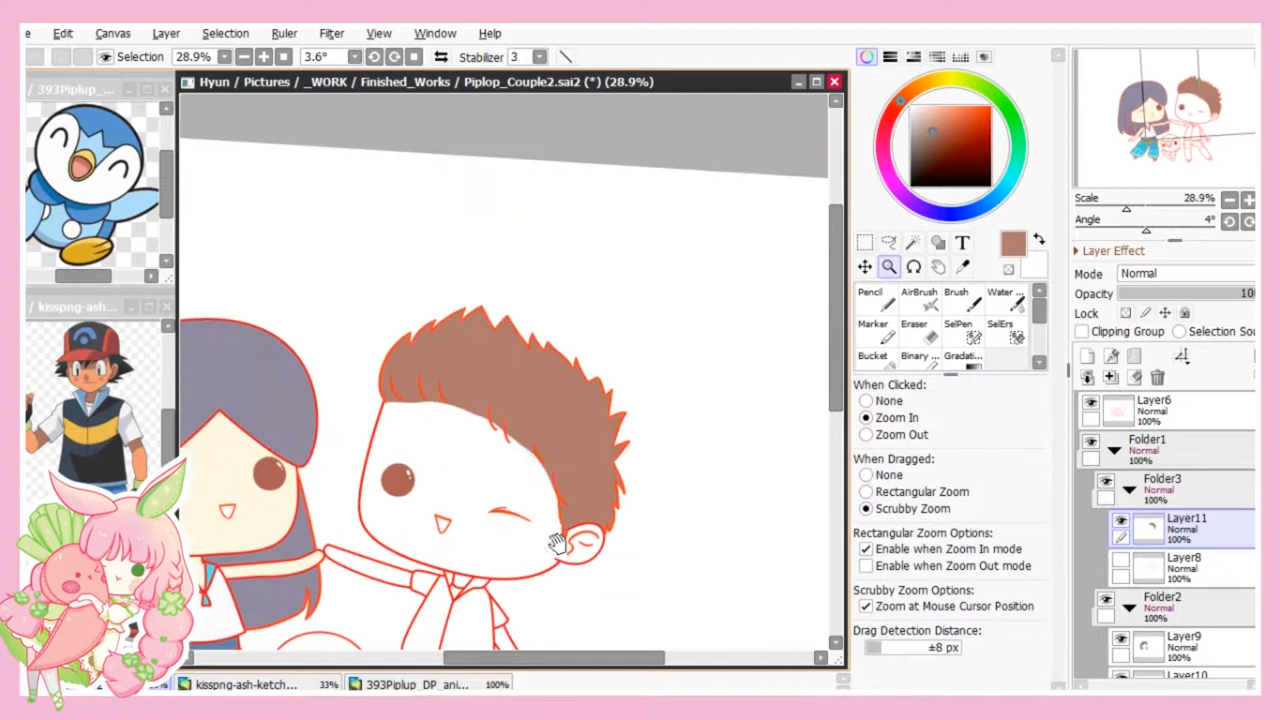 e Edit Canvas Layer Selection Ruler Filter View Window Help
Selection 28.9% 3.6° Stabilizer 3
/ 393Piplup_...
Hyun / Pictures / _WORK / Finished_Works / Piplop_Couple2.sai2 (*) (28.9%)
/ kisspng-ash...
Scale 28.9%
Angle 4°
Layer Effect
Mode Normal
Opacity 10
Lock
Clipping Group Selection Sou
T
Pencil AirBrush Brush Water ...
Marker Eraser SelPen SelErs
Bucket Binary ... Gradati...
When Clicked:
None
Zoom In
Zoom Out
When Dragged:
None
Rectangular Zoom
Scrubby Zoom
Rectangular Zoom Options:
Enable when Zoom In mode
Enable when Zoom Out mode
Scrubby Zoom Options:
Zoom at Mouse Cursor Position
Drag Detection Distance:
±8 px
Layer6
Normal
100%
Folder1
Normal
100%
Folder3
Normal
100%
Layer11
Normal
100%
Layer8
Normal
100%
Folder2
Normal
100%
Layer9
Normal
100%
Layer10
kisspng-ash-ketch... 33% 393Piplup_DP_ani... 100%